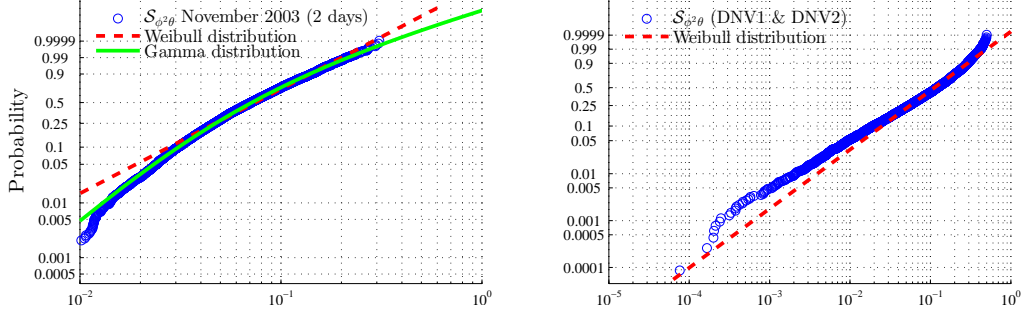 S_{ϕ²θ} November 2003 (2 days)
Weibull distribution
Gamma distribution
Probability
0.9999
0.99
0.9
0.5
0.25
0.1
0.05
0.01
0.005
0.001
0.0005
10⁻² 10⁻¹ 10⁰
S_{ϕ²θ} (DNV1 & DNV2)
Weibull distribution
0.9999
0.99
0.9
0.5
0.25
0.1
0.05
0.01
0.005
0.001
0.0005
0.0001
10⁻⁵ 10⁻⁴ 10⁻³ 10⁻² 10⁻¹ 10⁰